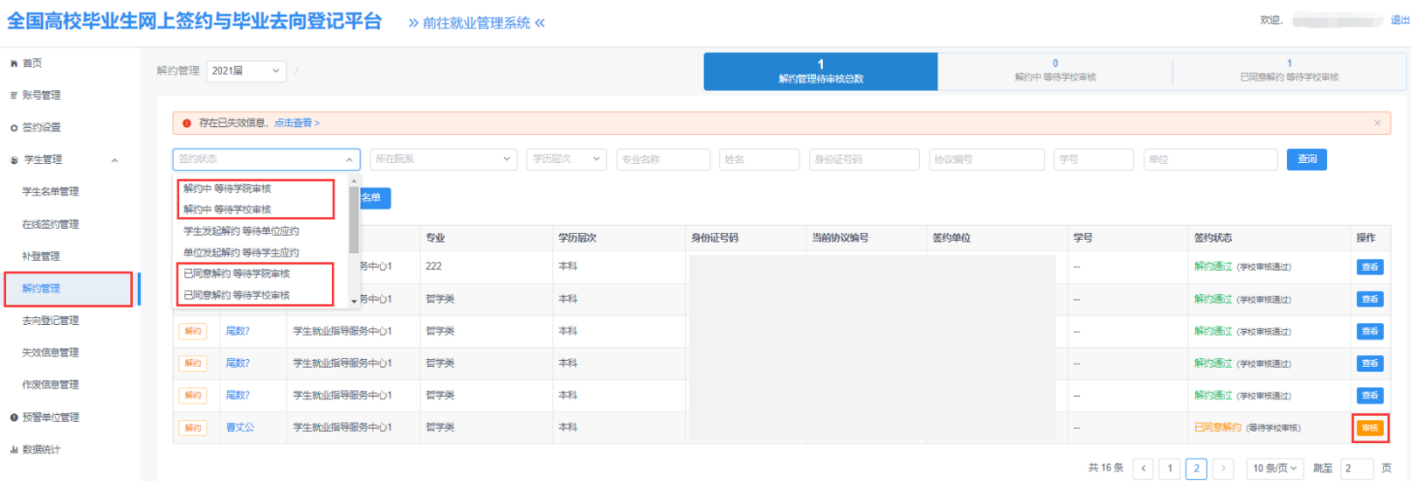 全国高校毕业生网上签约与毕业去向登记平台 >> 前往就业管理系统 << 欢迎, 退出
首页
账号管理
签约设置
学生管理
学生名单管理
在线签约管理
补登管理
解约管理
去向登记管理
失效信息管理
作废信息管理
预警单位管理
数据统计
解约管理 2021届 /
1 0 1
解约管理待审核总数 解约中 等待学校审核 已同意解约 等待学校审核
存在已失效信息。点击查看 > ×
签约状态 所在院系 学历层次 专业名称 姓名 身份证号码 协议编号 学号 单位 查询
解约中 等待学院审核
解约中 等待学校审核
学生发起解约 等待单位应约
单位发起解约 等待学生应约
已同意解约 等待学院审核
已同意解约 等待学校审核
名单
专业 学历层次 身份证号码 当前协议编号 签约单位 学号 签约状态 操作
务中心1 222 本科 -- 解约通过 (学校审核通过) 查看
务中心1 哲学类 本科 -- 解约通过 (学校审核通过) 查看
解约 尾数? 学生就业指导服务中心1 哲学类 本科 -- 解约通过 (学校审核通过) 查看
解约 尾数? 学生就业指导服务中心1 哲学类 本科 -- 解约通过 (学校审核通过) 查看
解约 尾数? 学生就业指导服务中心1 哲学类 本科 -- 解约通过 (学校审核通过) 查看
解约 曹丈公 学生就业指导服务中心1 哲学类 本科 -- 已同意解约 (等待学校审核) 审核
共 16 条 < 1 2 > 10 条/页 跳至 2 页